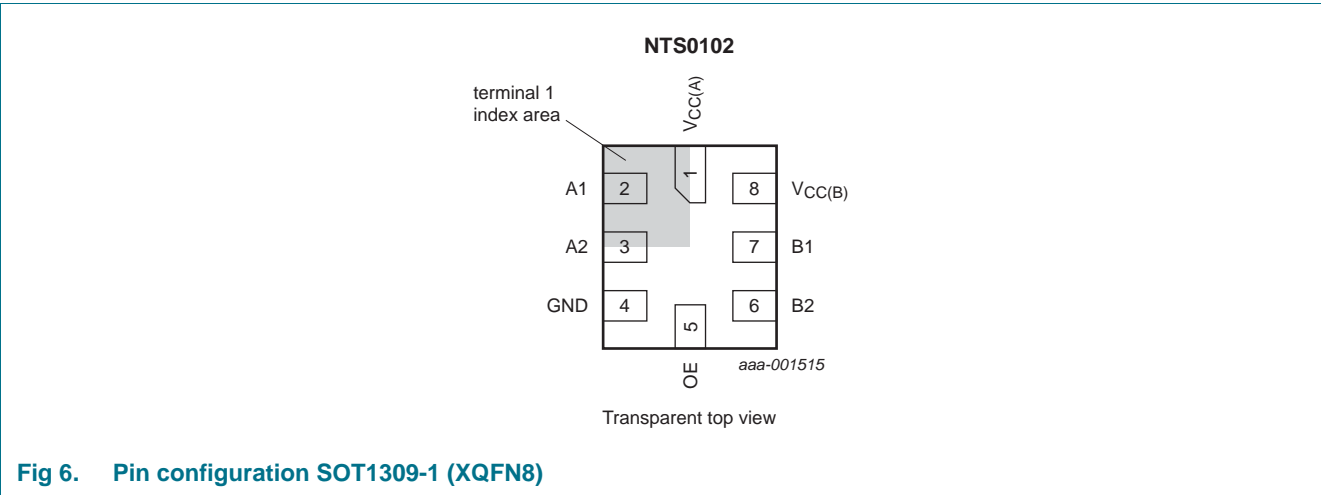 NTS0102
terminal 1
index area
VCC(A)
1
A1
2
8
VCC(B)
A2
3
7
B1
GND
4
6
B2
5
OE
aaa-001515
Transparent top view
Fig 6. Pin configuration SOT1309-1 (XQFN8)